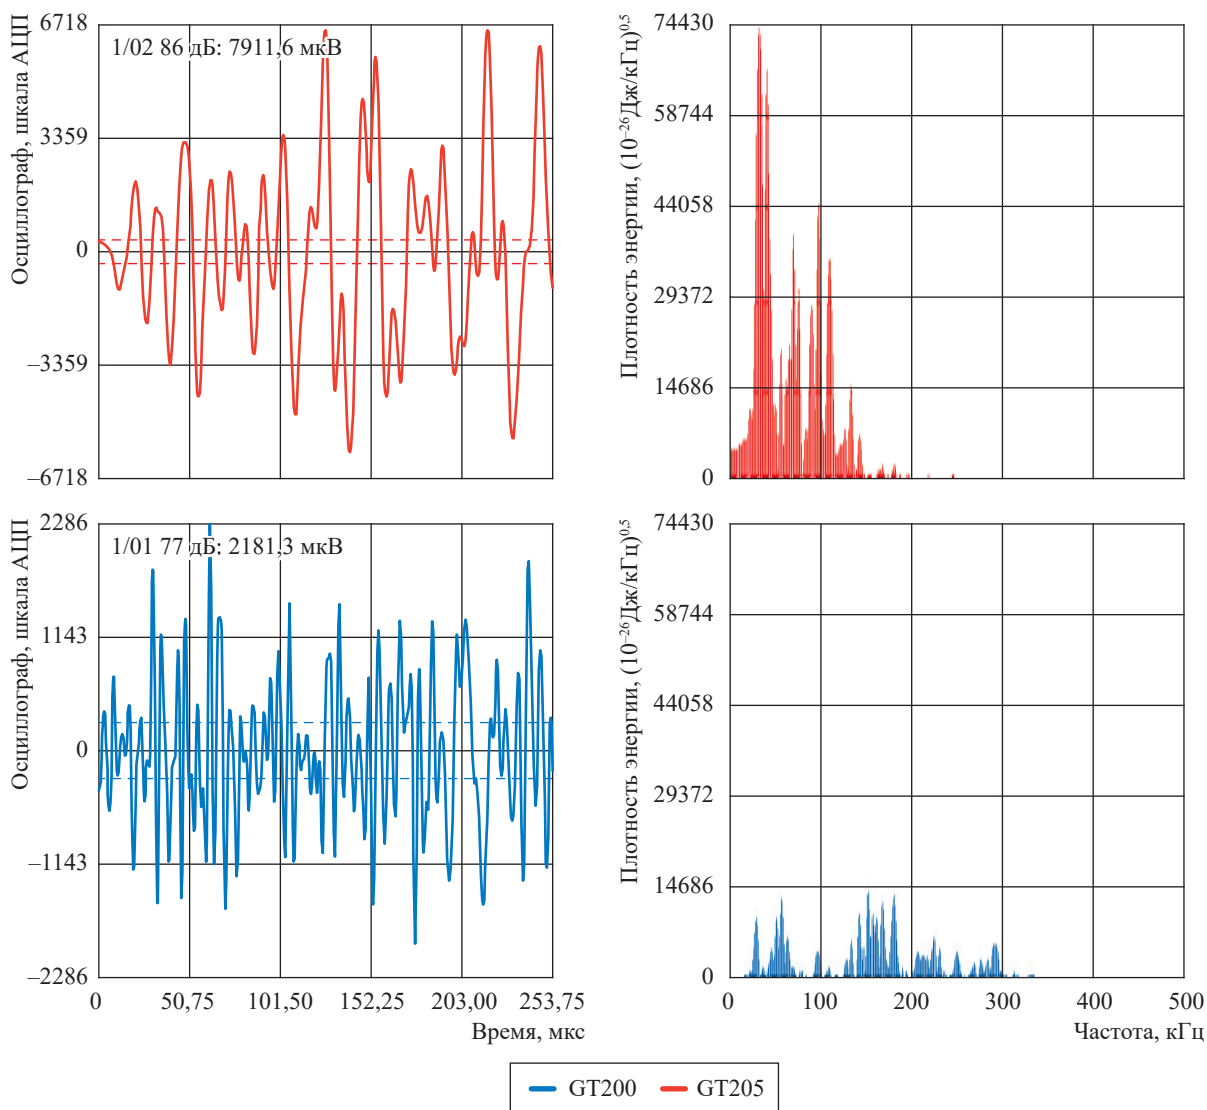 Осциллограф, шкала АЦП
6718
3359
0
–3359
–6718
1/02 86 дБ: 7911,6 мкВ
Плотность энергии, (10⁻²⁶Дж/кГц)⁰,⁵
74430
58744
44058
29372
14686
0
Осциллограф, шкала АЦП
2286
1143
0
–1143
–2286
1/01 77 дБ: 2181,3 мкВ
0 50,75 101,50 152,25 203,00 253,75
Время, мкс
Плотность энергии, (10⁻²⁶Дж/кГц)⁰,⁵
74430
58744
44058
29372
14686
0
0 100 200 300 400 500
Частота, кГц
GT200 GT205